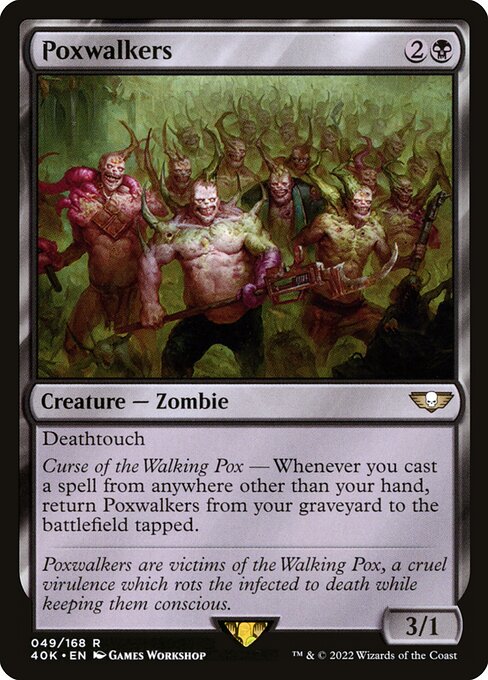 Poxwalkers 2
Creature — Zombie
Deathtouch
Curse of the Walking Pox — Whenever you cast
a spell from anywhere other than your hand,
return Poxwalkers from your graveyard to the
battlefield tapped.
Poxwalkers are victims of the Walking Pox, a cruel
virulence which rots the infected to death while
keeping them conscious.
3/1
049/168 R
40K • EN Games Workshop ™ & © 2022 Wizards of the Coast